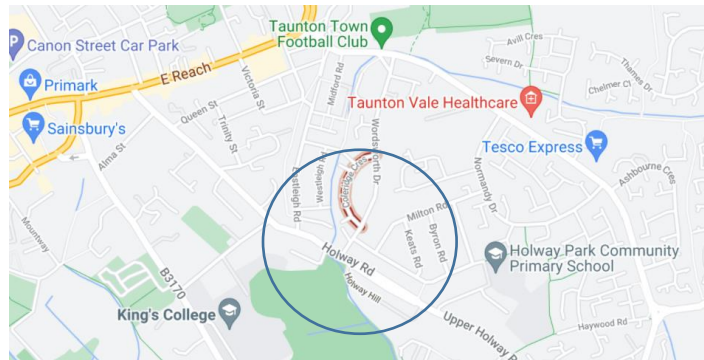 Taunton Town
Football Club
Canon Street Car Park
Avill Cres
Severn Dr
Thames Dr
Chelmer Cl
E Reach
Victoria St
Midford Rd
Primark
Queen St
Taunton Vale Healthcare
Sainsbury's
Trinity St
Wordsworth Dr
Tesco Express
Alma St
Coleridge Cres
Eastleigh Rd
Westleigh Rd
Normandy Dr
Ashbourne Cres
Mountway
Milton Rd
Keats Rd
Byron Rd
Holway Rd
Holway Park Community
Primary School
B3170
Holway Hill
King's College
Upper Holway
Haywood Rd